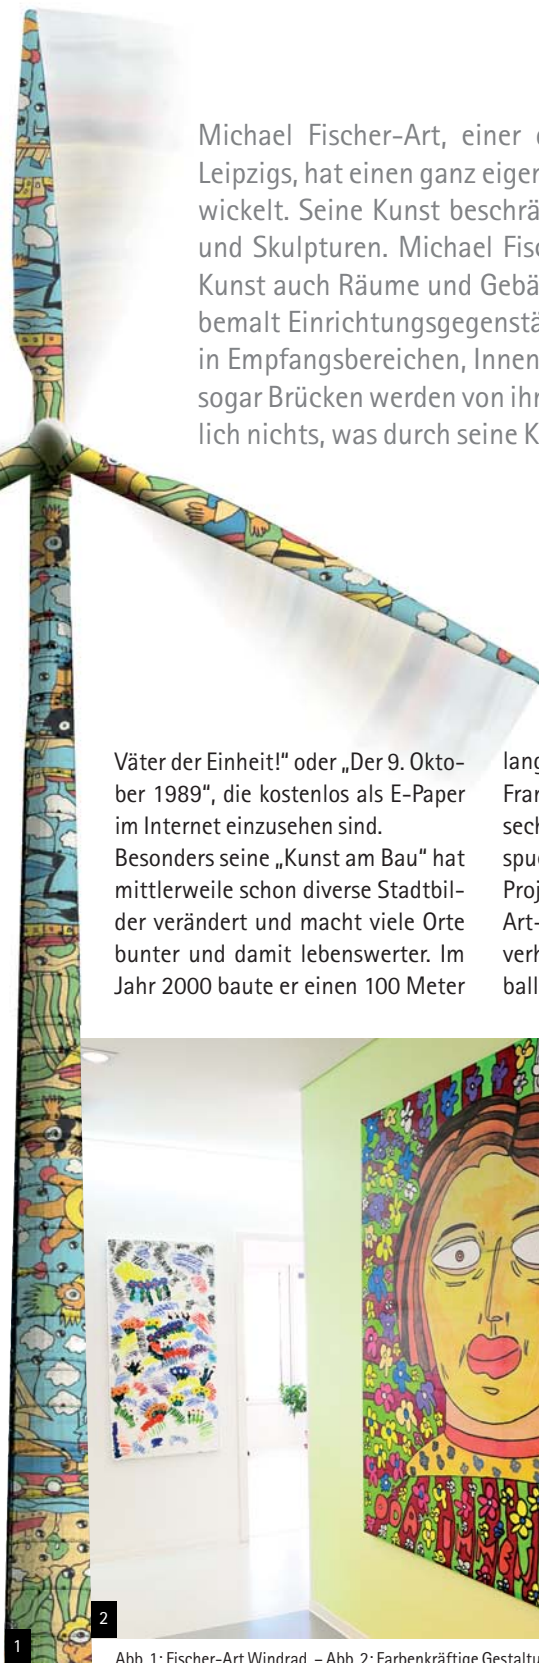 Michael Fischer-Art, einer
Leipzigs, hat einen ganz eigen
wickelt. Seine Kunst beschrä
und Skulpturen. Michael Fisc
Kunst auch Räume und Gebä
bemalt Einrichtungsgegenstä
in Empfangsbereichen, Innen
sogar Brücken werden von ihm
lich nichts, was durch seine K
Väter der Einheit!“ oder „Der 9. Okto-
ber 1989“, die kostenlos als E-Paper
im Internet einzusehen sind.
Besonders seine „Kunst am Bau“ hat
mittlerweile schon diverse Stadtbil-
der verändert und macht viele Orte
bunter und damit lebenswerter. Im
Jahr 2000 baute er einen 100 Meter
lang
Fran
sech
spuc
Proj
Art-
verh
ball
1
2
Abb. 1: Fischer-Art Windrad. – Abb. 2: Farbenkräftige Gestaltu